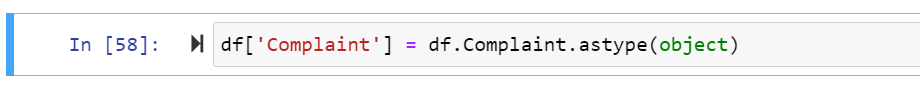 In [58]: df['Complaint'] = df.Complaint.astype(object)